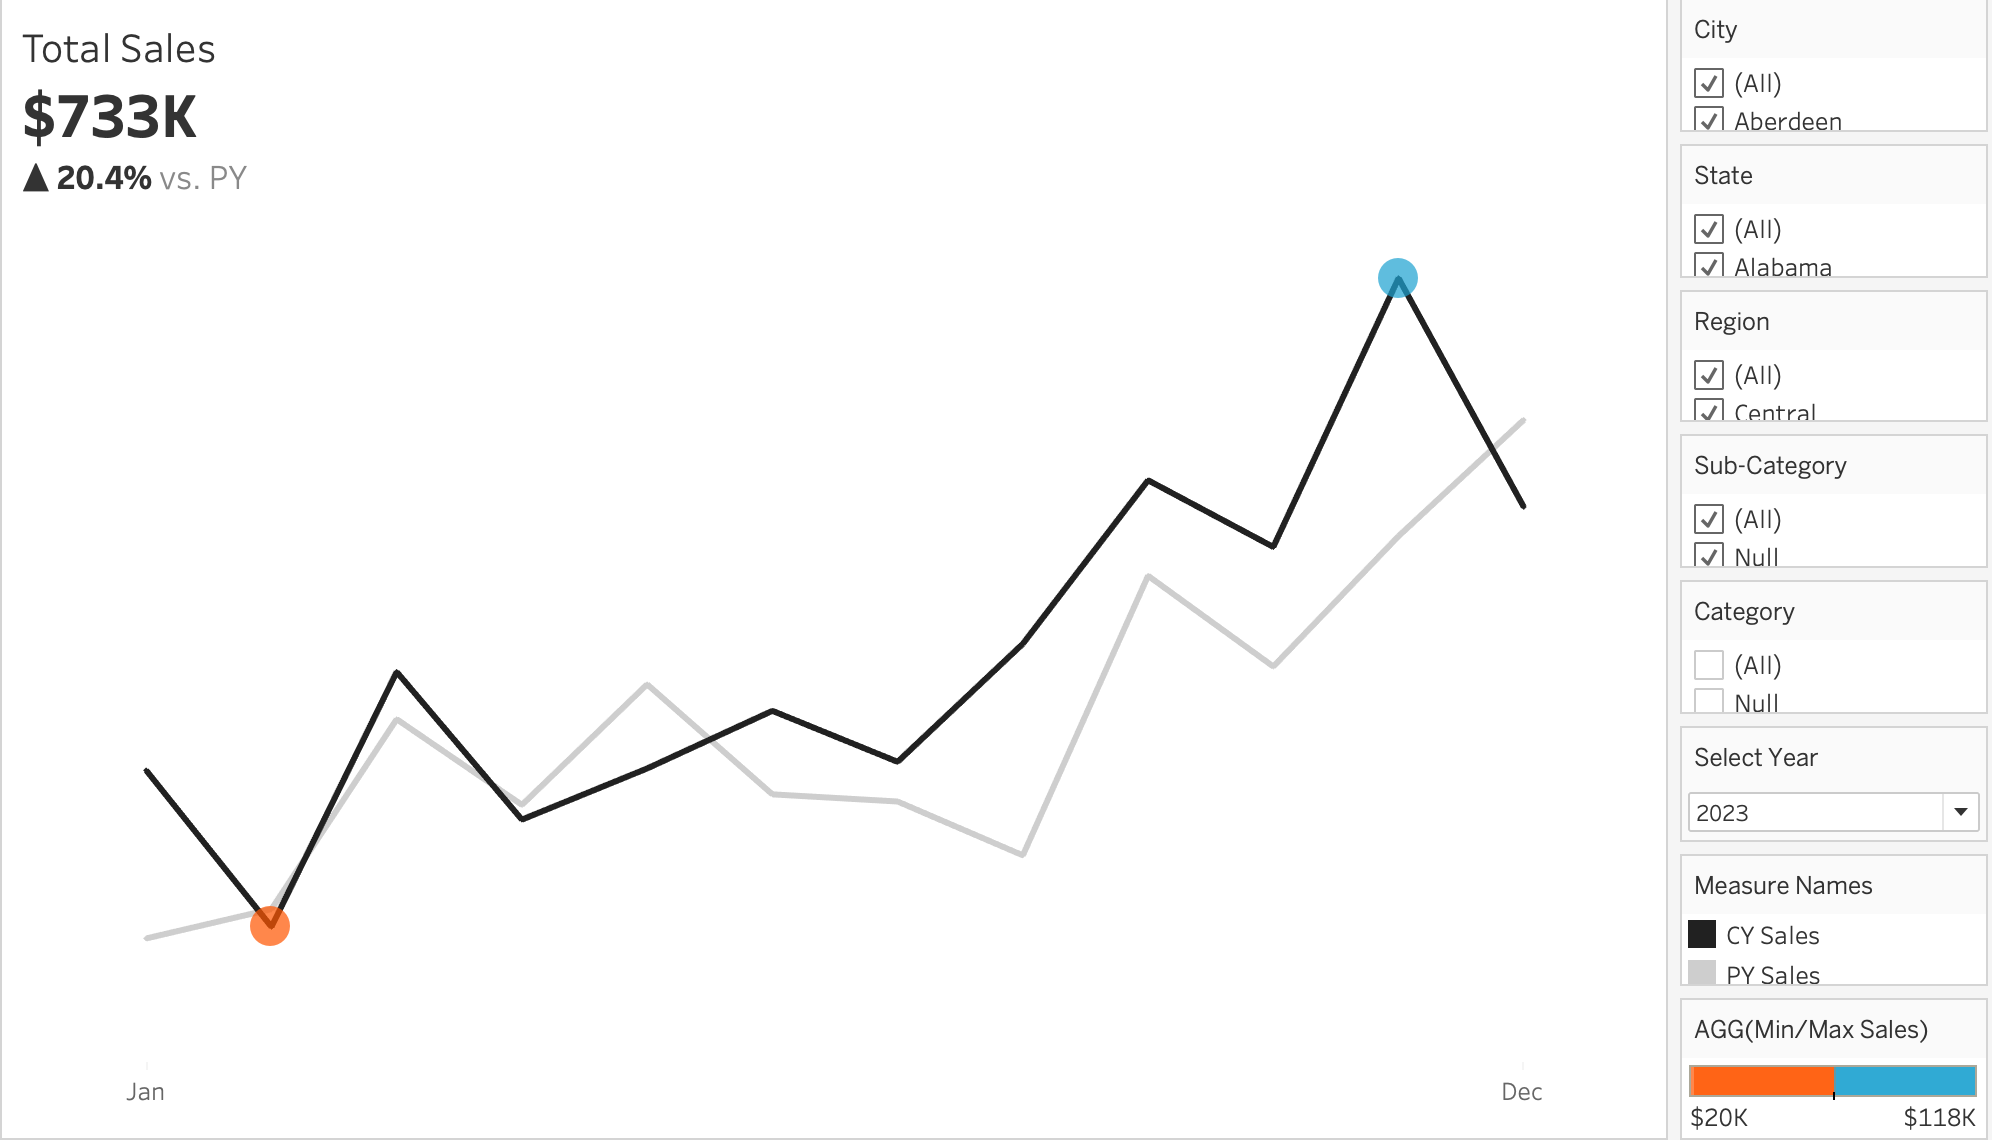 Total Sales
$733K
▲ 20.4% vs. PY
Jan
Dec
City
(All)
Aberdeen
State
(All)
Alabama
Region
(All)
Central
Sub-Category
(All)
Null
Category
(All)
Null
Select Year
2023
Measure Names
CY Sales
PY Sales
AGG(Min/Max Sales)
$20K $118K